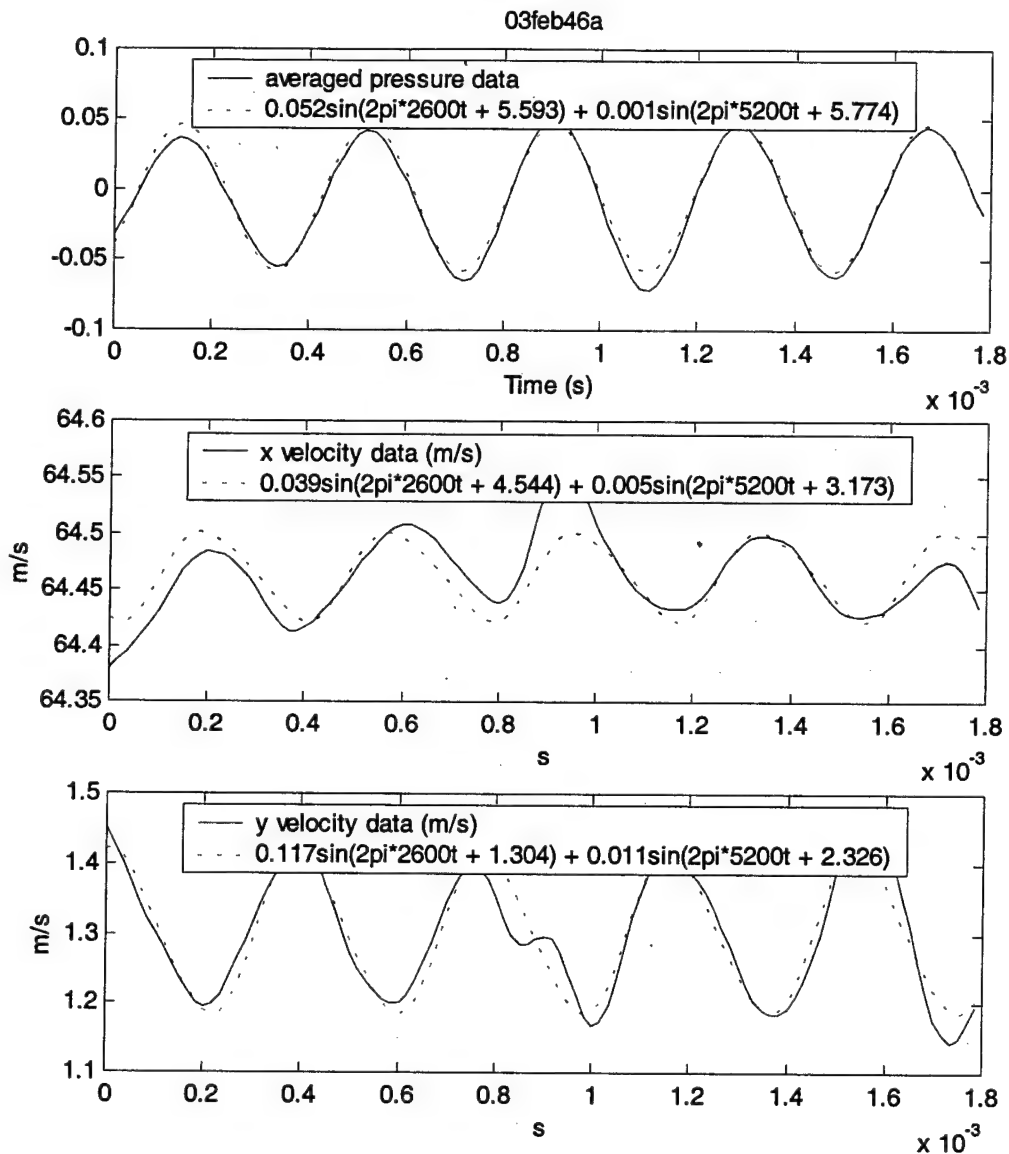 03feb46a
0.1
0.05
0
-0.05
-0.1
averaged pressure data
0.052sin(2pi*2600t + 5.593) + 0.001sin(2pi*5200t + 5.774)
0 0.2 0.4 0.6 0.8 1 1.2 1.4 1.6 1.8
Time (s)
x 10^-3
64.6
64.55
64.5
64.45
64.4
64.35
m/s
x velocity data (m/s)
0.039sin(2pi*2600t + 4.544) + 0.005sin(2pi*5200t + 3.173)
0 0.2 0.4 0.6 0.8 1 1.2 1.4 1.6 1.8
s
x 10^-3
1.5
1.4
1.3
1.2
1.1
m/s
y velocity data (m/s)
0.117sin(2pi*2600t + 1.304) + 0.011sin(2pi*5200t + 2.326)
0 0.2 0.4 0.6 0.8 1 1.2 1.4 1.6 1.8
s
x 10^-3